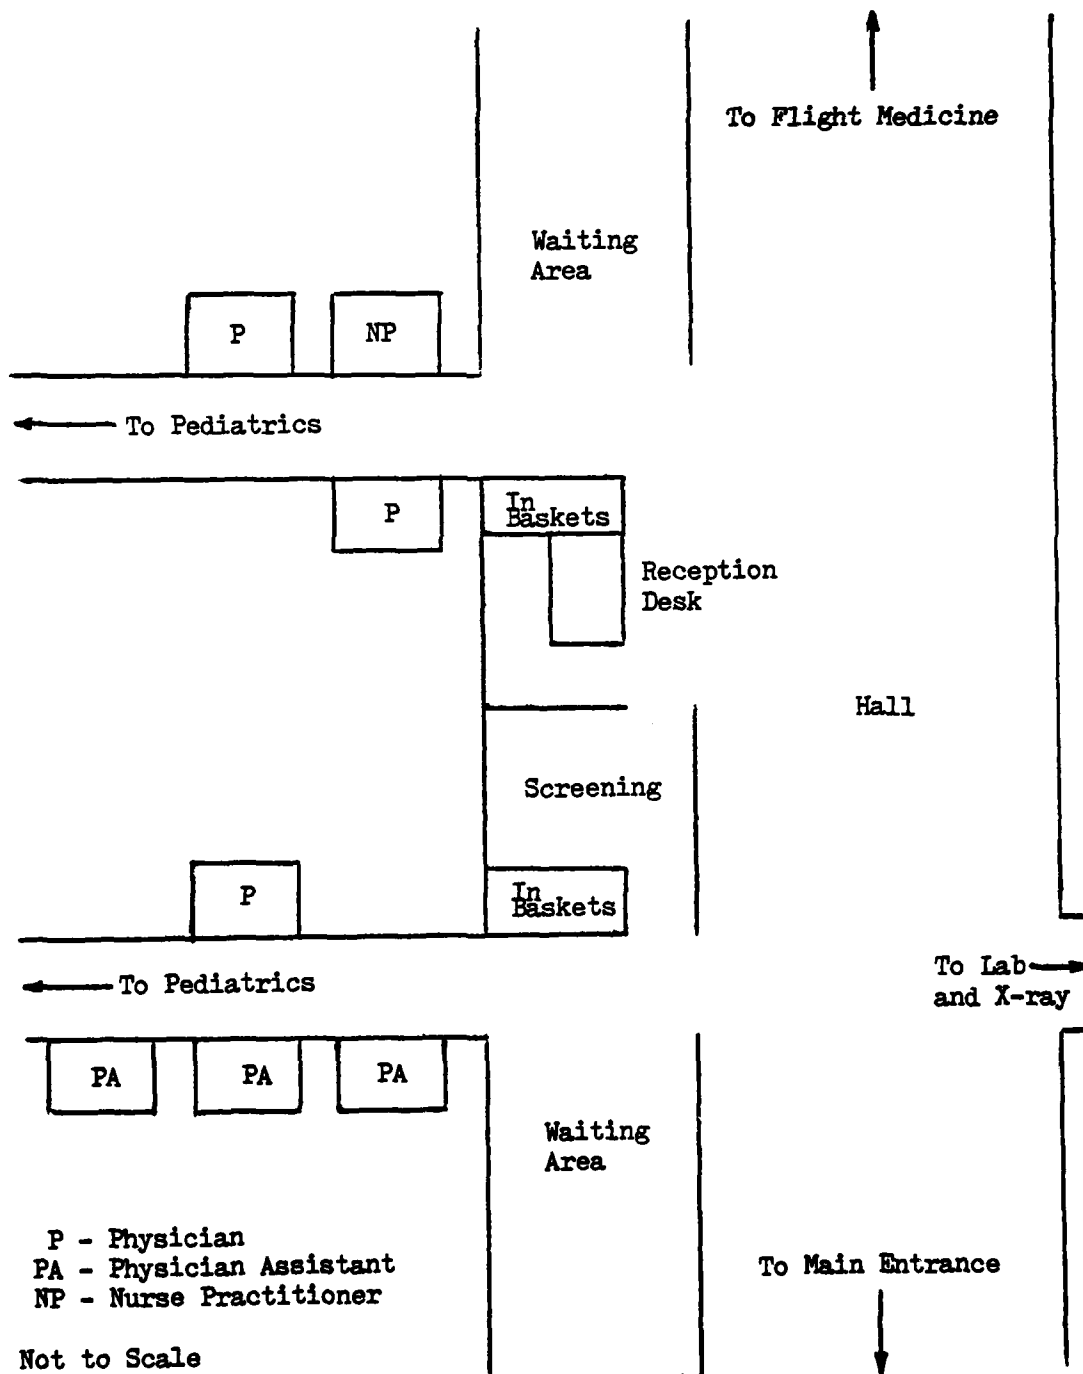 To Flight Medicine
Waiting
Area
P
NP
To Pediatrics
P
In
Baskets
Reception
Desk
Hall
Screening
P
In
Baskets
To Pediatrics
To Lab
and X-ray
PA
PA
PA
Waiting
Area
P - Physician
PA - Physician Assistant
NP - Nurse Practitioner
To Main Entrance
Not to Scale